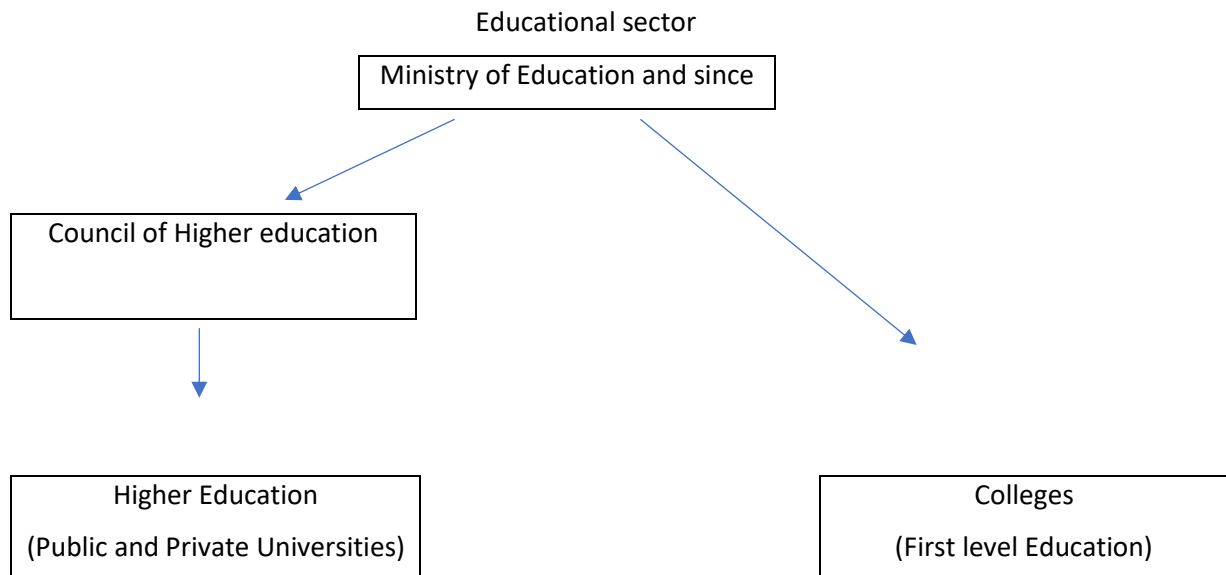 Educational sector
Ministry of Education and since
Council of Higher education
Higher Education
(Public and Private Universities)
Colleges
(First level Education)